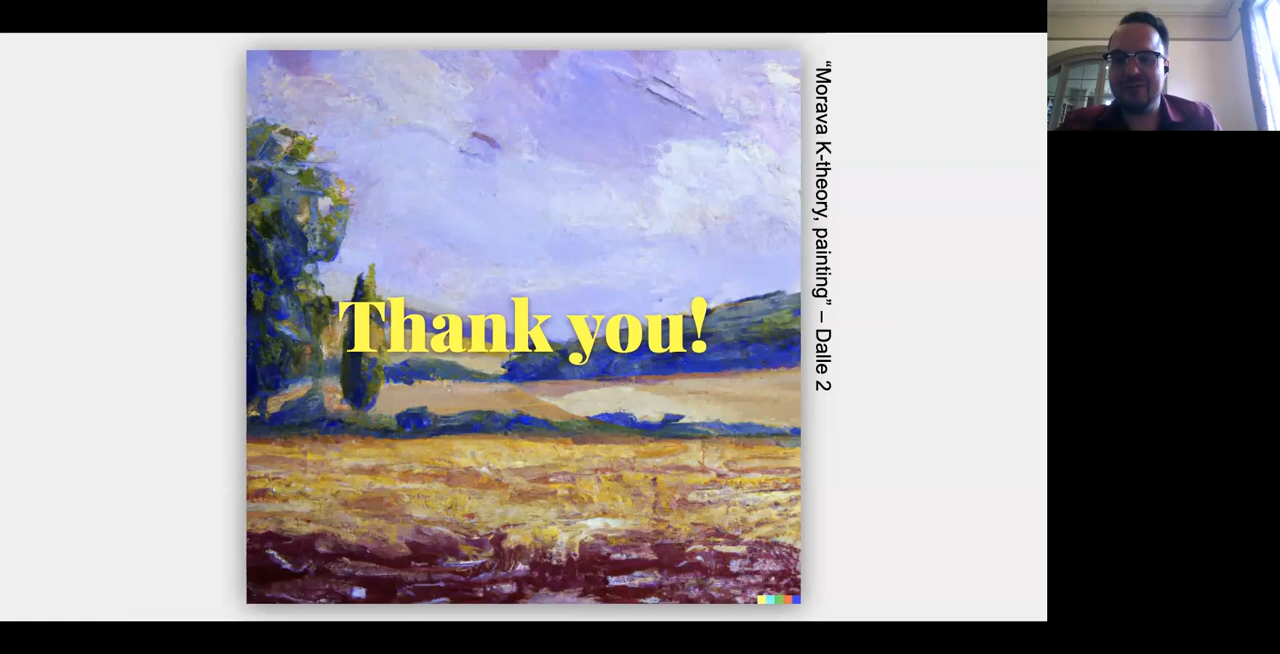 Thank you!
“Morava K-theory, painting” – Dalle 2